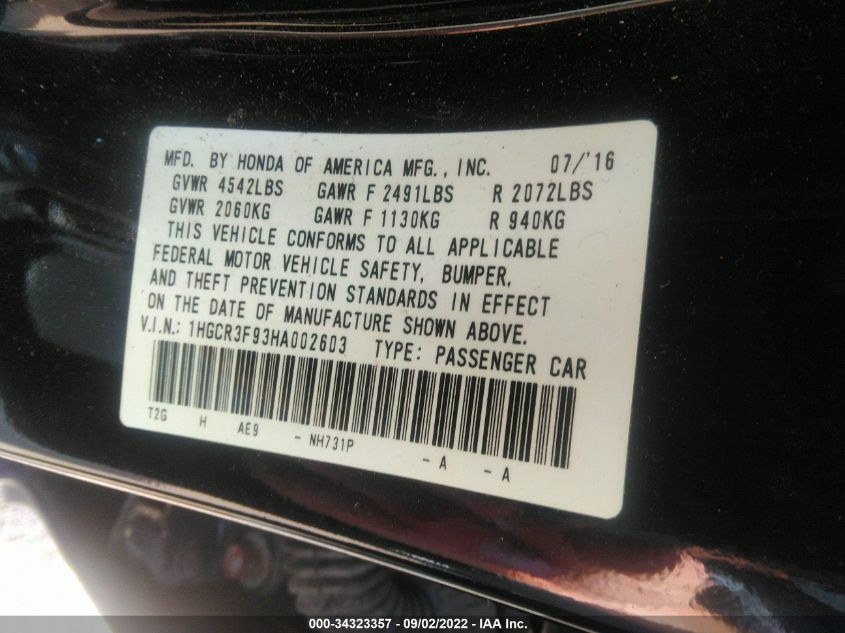 MFD. BY HONDA OF AMERICA MFG., INC. 07/'16
GVWR 4542LBS GAWR F 2491LBS R 2072LBS
GVWR 2060KG GAWR F 1130KG R 940KG
THIS VEHICLE CONFORMS TO ALL APPLICABLE
FEDERAL MOTOR VEHICLE SAFETY, BUMPER,
AND THEFT PREVENTION STANDARDS IN EFFECT
ON THE DATE OF MANUFACTURE SHOWN ABOVE.
V.I.N.: 1HGCR3F93HA002603 TYPE: PASSENGER CAR
T2G H AE9 - NH731P - A - A
000-34323357 - 09/02/2022 - IAA Inc.